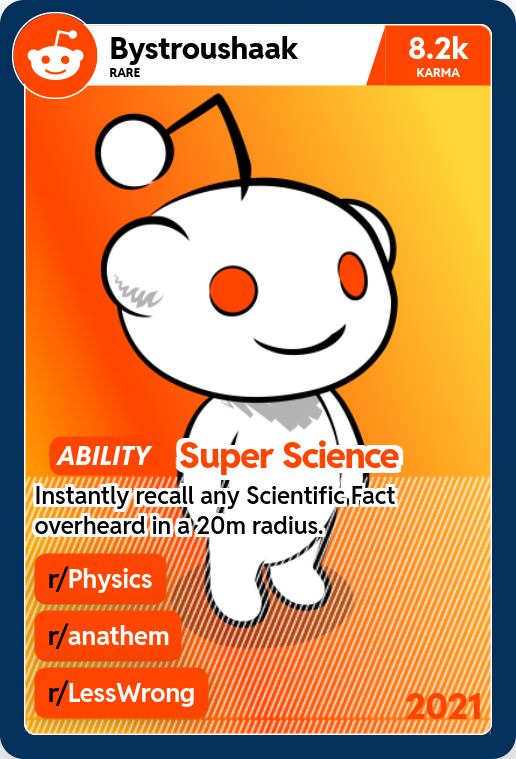 Bystroushaak
RARE
8.2k
KARMA
ABILITY Super Science
Instantly recall any Scientific Fact
overheard in a 20m radius.
r/Physics
r/anathem
r/LessWrong
2021